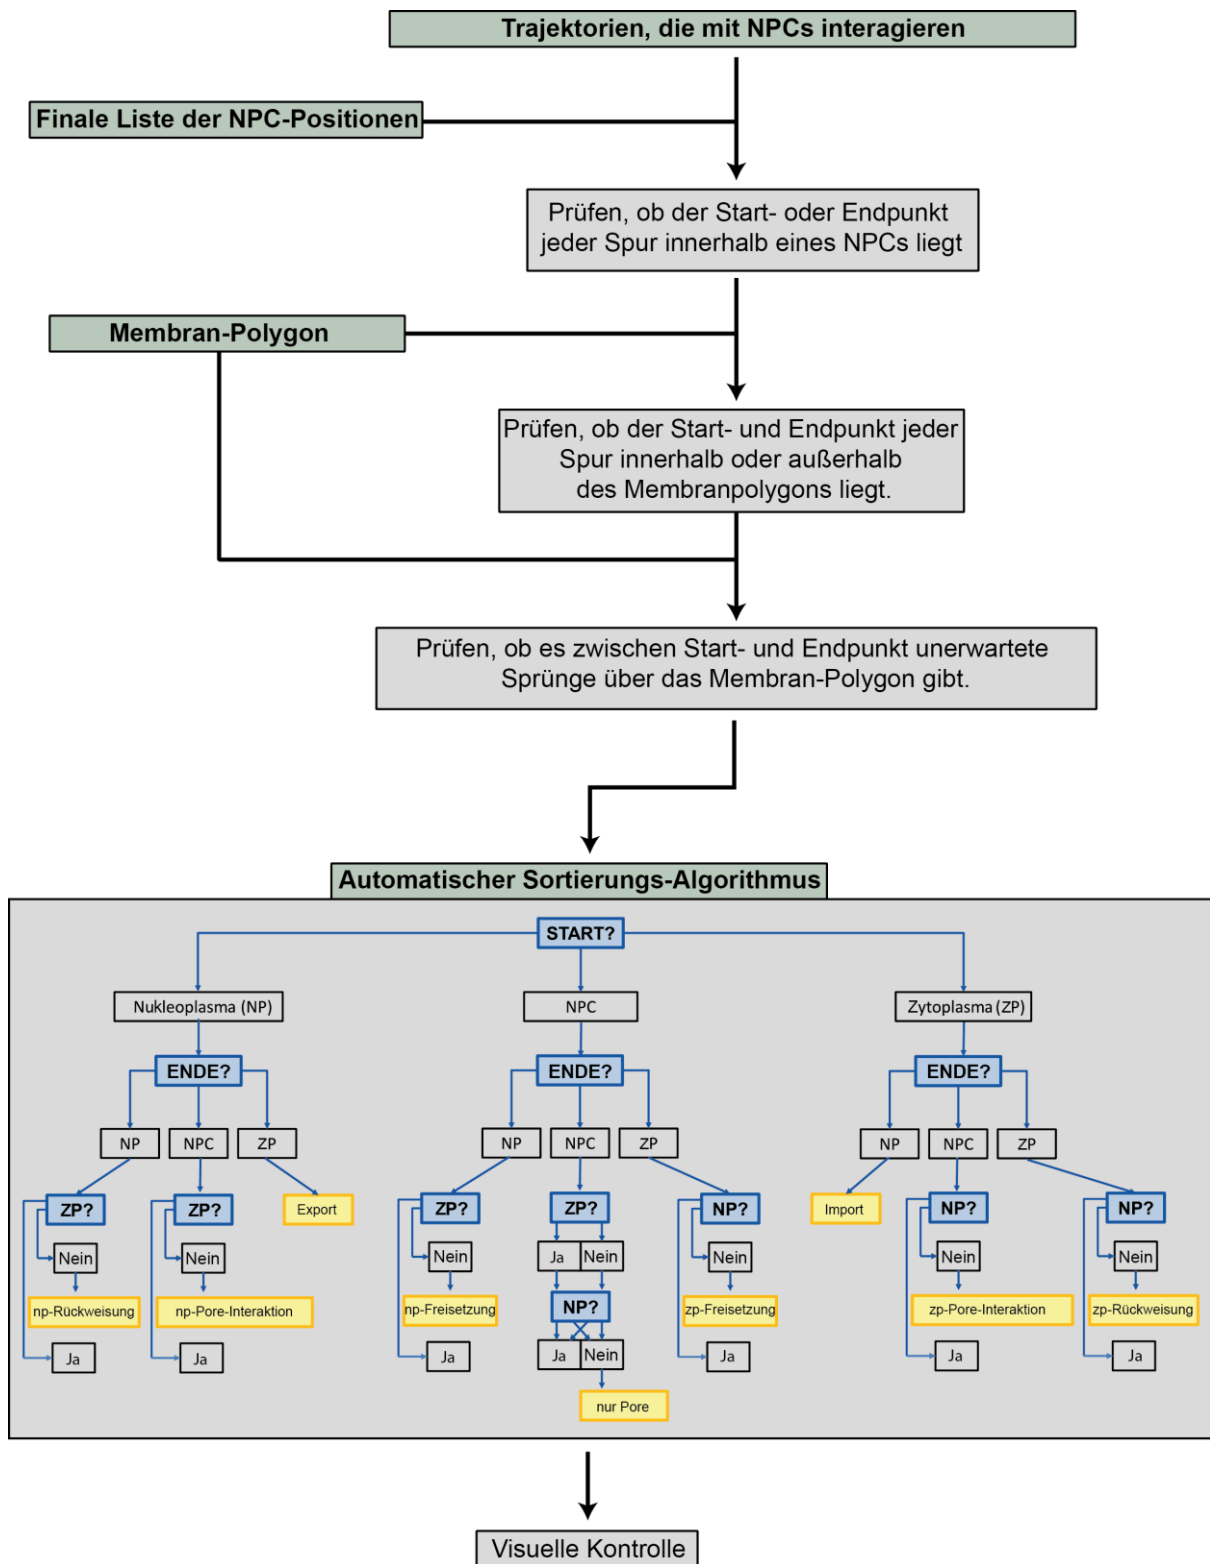 Trajektorien, die mit NPCs interagieren
Finale Liste der NPC-Positionen
Prüfen, ob der Start- oder Endpunkt
jeder Spur innerhalb eines NPCs liegt
Membran-Polygon
Prüfen, ob der Start- und Endpunkt jeder
Spur innerhalb oder außerhalb
des Membranpolygons liegt.
Prüfen, ob es zwischen Start- und Endpunkt unerwartete
Sprünge über das Membran-Polygon gibt.
Automatischer Sortierungs-Algorithmus
START?
Nukleoplasma (NP) NPC Zytoplasma (ZP)
ENDE? ENDE? ENDE?
NP NPC ZP NP NPC ZP NP NPC ZP
ZP? ZP? Export ZP? ZP? NP? Import NP? NP?
Nein Nein Nein Ja Nein Nein Nein Nein
np-Rückweisung np-Pore-Interaktion np-Freisetzung NP? zp-Freisetzung zp-Pore-Interaktion zp-Rückweisung
Ja Ja Ja Ja Nein Ja Ja Ja
nur Pore
Visuelle Kontrolle